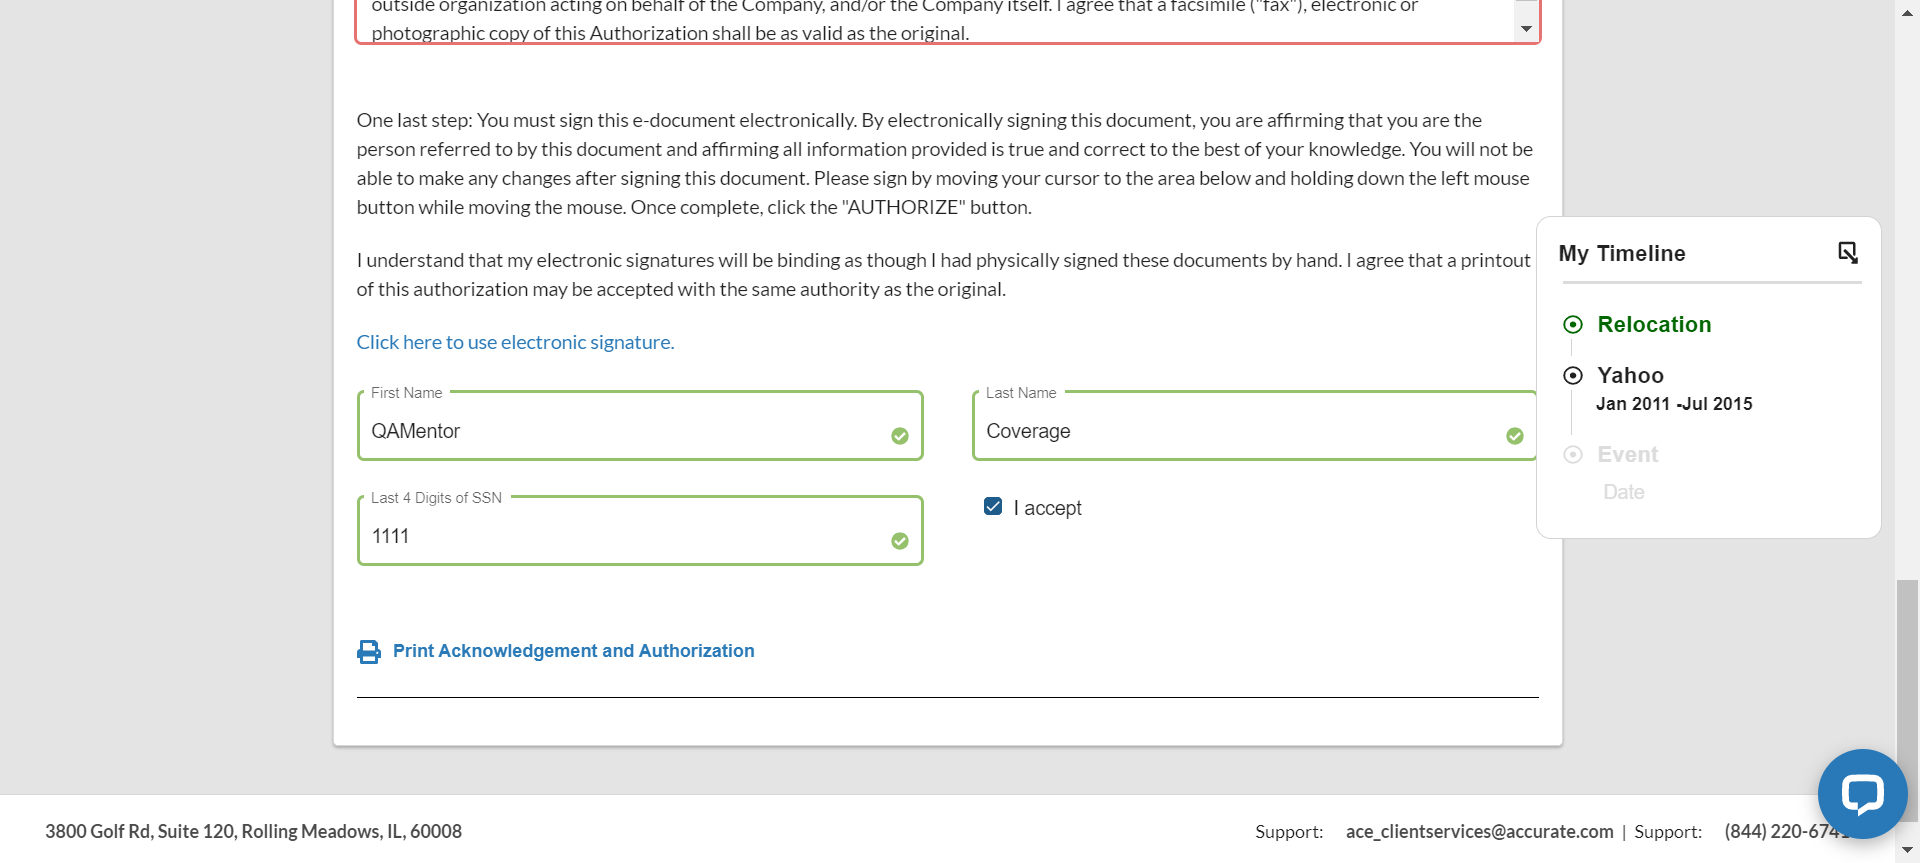 outside organization acting on behalf of the Company, and/or the Company itself. I agree that a facsimile ("fax"), electronic or
photographic copy of this Authorization shall be as valid as the original.
One last step: You must sign this e-document electronically. By electronically signing this document, you are affirming that you are the
person referred to by this document and affirming all information provided is true and correct to the best of your knowledge. You will not be
able to make any changes after signing this document. Please sign by moving your cursor to the area below and holding down the left mouse
button while moving the mouse. Once complete, click the "AUTHORIZE" button.
I understand that my electronic signatures will be binding as though I had physically signed these documents by hand. I agree that a printout
of this authorization may be accepted with the same authority as the original.
Click here to use electronic signature.
First Name
QAMentor
Last Name
Coverage
Last 4 Digits of SSN
1111
I accept
Print Acknowledgement and Authorization
My Timeline
Relocation
Yahoo
Jan 2011 -Jul 2015
Event
Date
3800 Golf Rd, Suite 120, Rolling Meadows, IL, 60008
Support: ace_clientservices@accurate.com | Support: (844) 220-6741